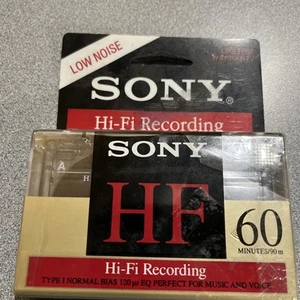 LOW NOISE
SONY®
Hi-Fi Recording
SONY
A
HF
60
MINUTES/90m
Hi-Fi Recording
TYPE I NORMAL BIAS 120 µs EQ PERFECT FOR MUSIC AND VOICE